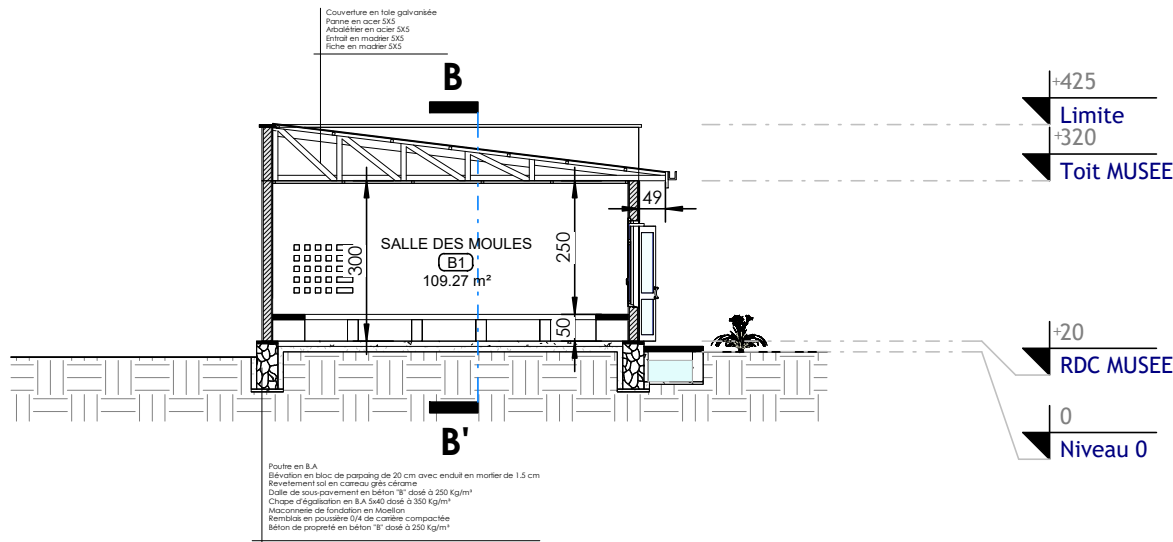 Couverture en tole galvanisée
Panne en acer 5X5
Arbalétrier en acier 5X5
Entrait en madrier 5X5
Fiche en madrier 5X5
B
+425
Limite
+320
Toit MUSEE
49
SALLE DES MOULES
B1
109.27 m²
300
250
50
+20
RDC MUSEE
0
Niveau 0
B'
Poutre en B.A
Elévation en bloc de parpaing de 20 cm avec enduit en mortier de 1.5 cm
Revetement sol en carreau grés cérame
Dalle de sous-pavement en béton "B" dosé à 250 Kg/m³
Chape d'égalisation en B.A 5x40 dosé à 350 Kg/m³
Maconnerie de fondation en Moellon
Remblais en poussière 0/4 de carrière compactée
Béton de propreté en béton "B" dosé à 250 Kg/m³